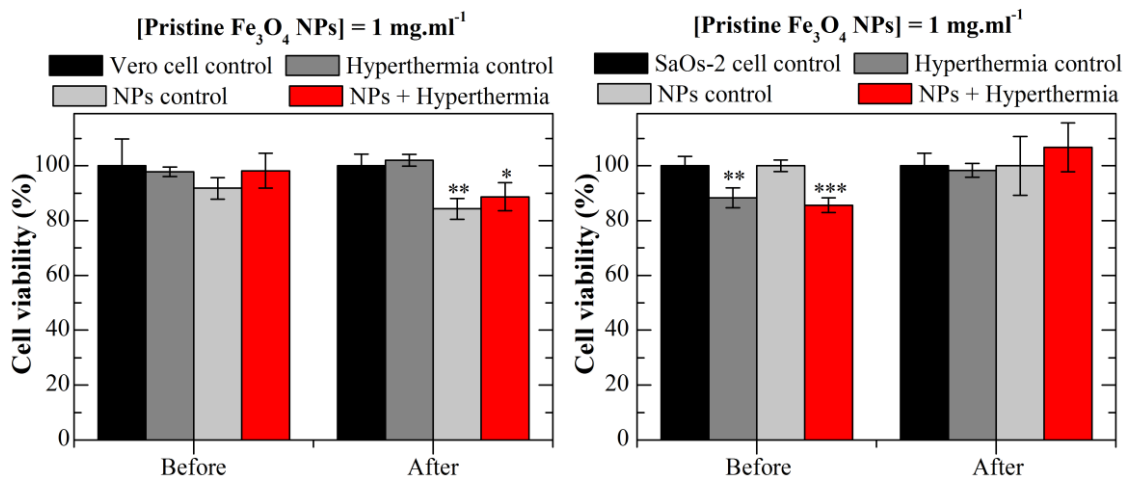 [Pristine Fe₃O₄ NPs] = 1 mg.ml⁻¹
Vero cell control
Hyperthermia control
NPs control
NPs + Hyperthermia
Cell viability (%)
100
80
60
40
20
0
**
*
Before
After
[Pristine Fe₃O₄ NPs] = 1 mg.ml⁻¹
SaOs-2 cell control
Hyperthermia control
NPs control
NPs + Hyperthermia
Cell viability (%)
100
80
60
40
20
0
**
***
Before
After